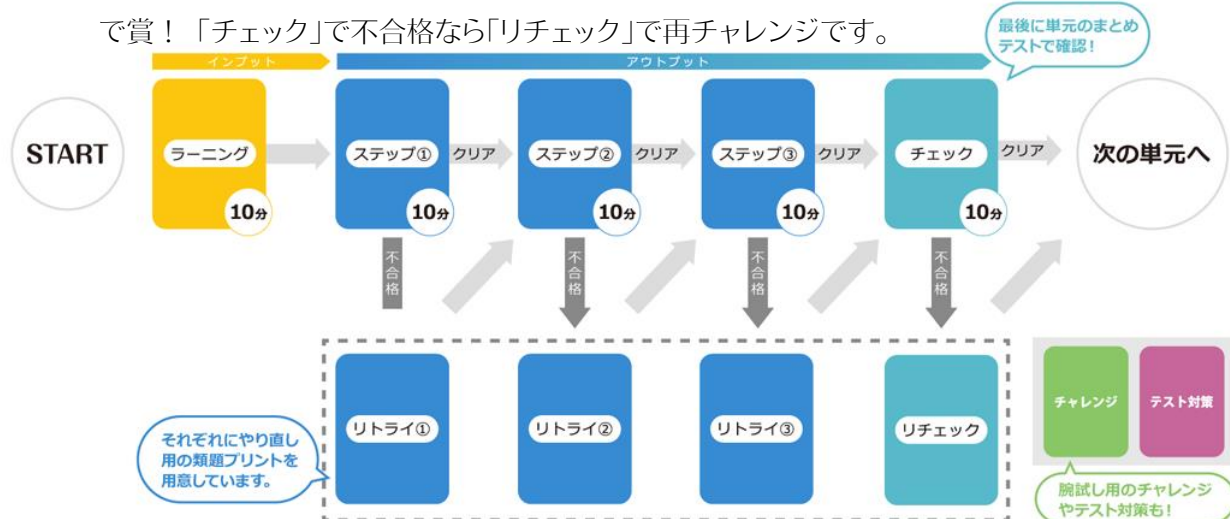 で賞！「チェック」で不合格なら「リチェック」で再チャレンジです。
最後に単元のまとめ
テストで確認！
インプット
アウトプット
START
ラーニング
10分
ステップ①
10分
クリア
ステップ②
10分
クリア
ステップ③
10分
クリア
チェック
10分
クリア
次の単元へ
不合格
不合格
不合格
不合格
リトライ①
リトライ②
リトライ③
リチェック
それぞれにやり直し
用の類題プリントを
用意しています。
チャレンジ
テスト対策
腕試し用のチャレンジ
やテスト対策も！